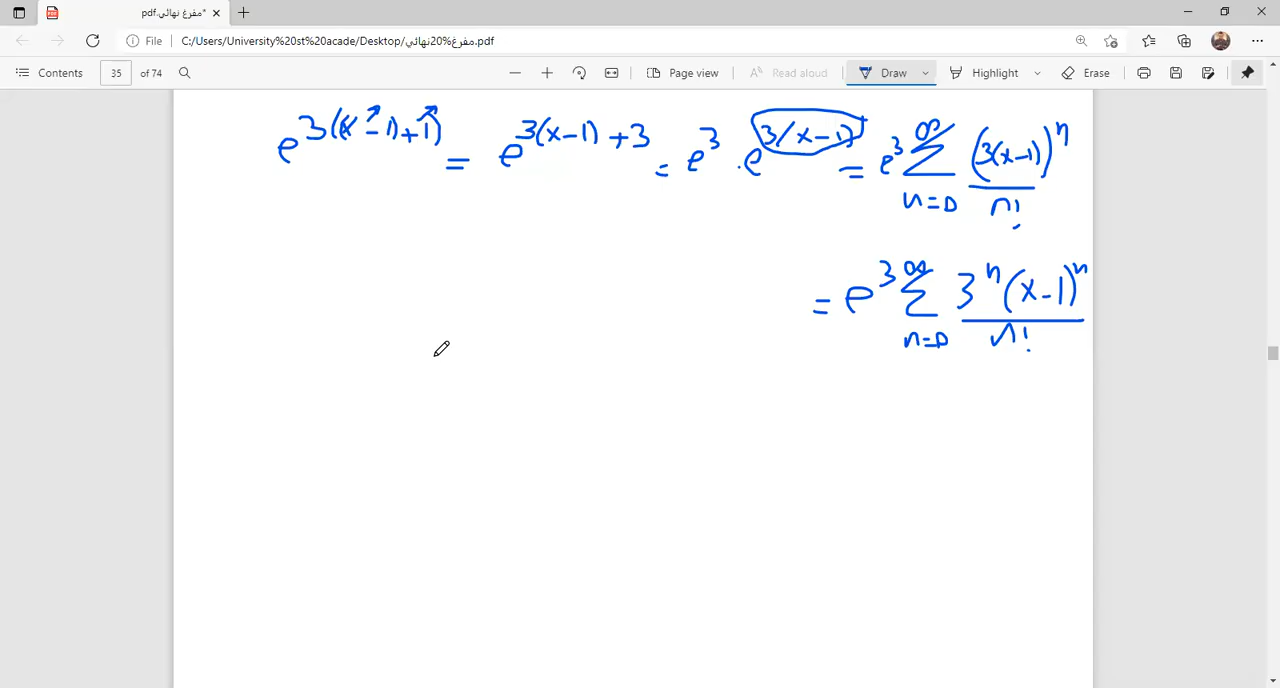 مفرغ نهائي.pdf*
File C:/Users/University%20st%20acade/Desktop/مفرغ%20نهائي.pdf
Contents 35 of 74 Page view Read aloud Draw Highlight Erase
e^{3((x-1)+1)} = e^{3(x-1)+3} = e^3 . e^{3(x-1)} = e^3 ∑_{n=0}^{∞} (3(x-1))^n / n!
= e^3 ∑_{n=0}^{∞} 3^n (x-1)^n / n!